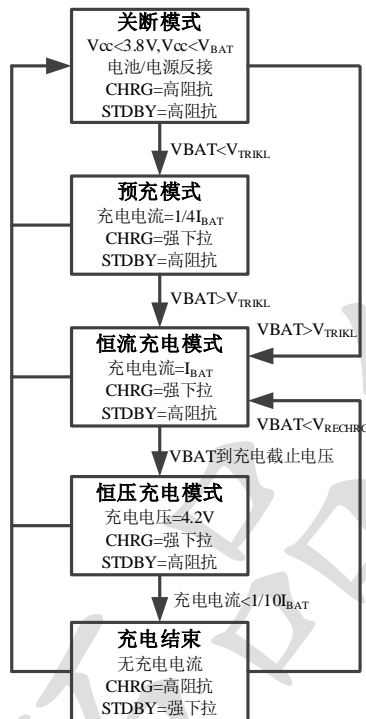 关断模式
Vcc<3.8V,Vcc<VBAT
电池/电源反接
CHRG=高阻抗
STDBY=高阻抗
VBAT<VTRIKL
预充模式
充电电流=1/4IBAT
CHRG=强下拉
STDBY=高阻抗
VBAT>VTRIKL
VBAT>VTRIKL
恒流充电模式
充电电流=IBAT
CHRG=强下拉
STDBY=高阻抗
VBAT<VRECHRG
VBAT到充电截止电压
恒压充电模式
充电电压=4.2V
CHRG=强下拉
STDBY=高阻抗
充电电流<1/10IBAT
充电结束
无充电电流
CHRG=高阻抗
STDBY=强下拉